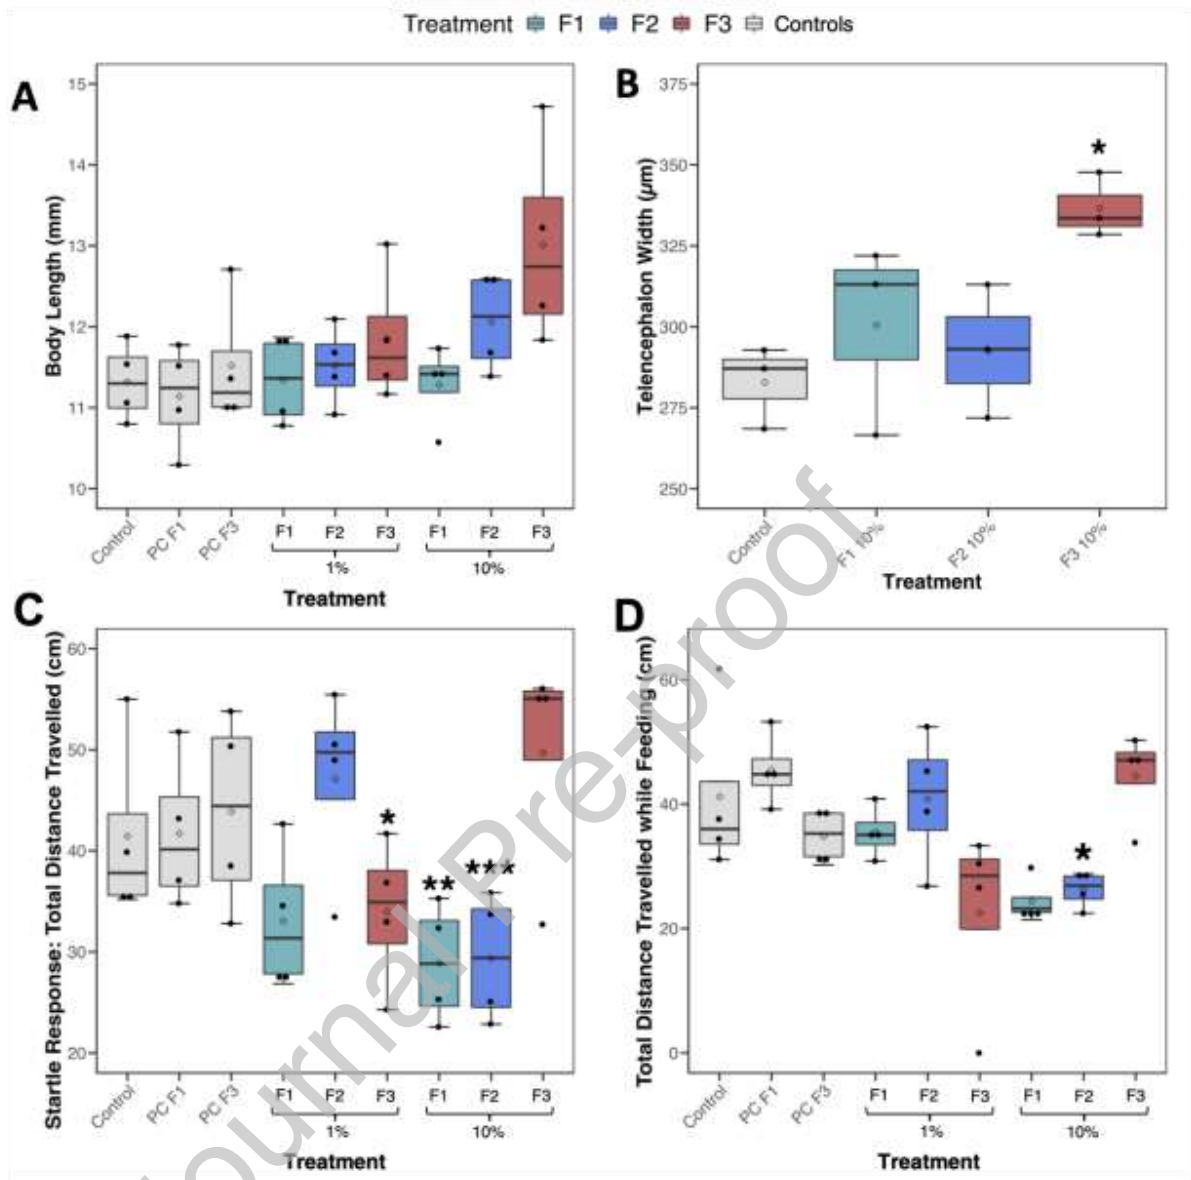 Treatment F1 F2 F3 Controls
A
Body Length (mm)
15
14
13
12
11
10
Control PC F1 PC F3 F1 F2 F3 F1 F2 F3
1% 10%
Treatment
B
Telencephalon Width (µm)
375
350
325
300
275
250
*
Control F1 10% F2 10% F3 10%
Treatment
C
Startle Response: Total Distance Travelled (cm)
60
50
40
30
20
* ** ***
Control PC F1 PC F3 F1 F2 F3 F1 F2 F3
1% 10%
Treatment
D
Total Distance Travelled while Feeding (cm)
60
40
20
0
*
Control PC F1 PC F3 F1 F2 F3 F1 F2 F3
1% 10%
Treatment
Journal Pre-proof